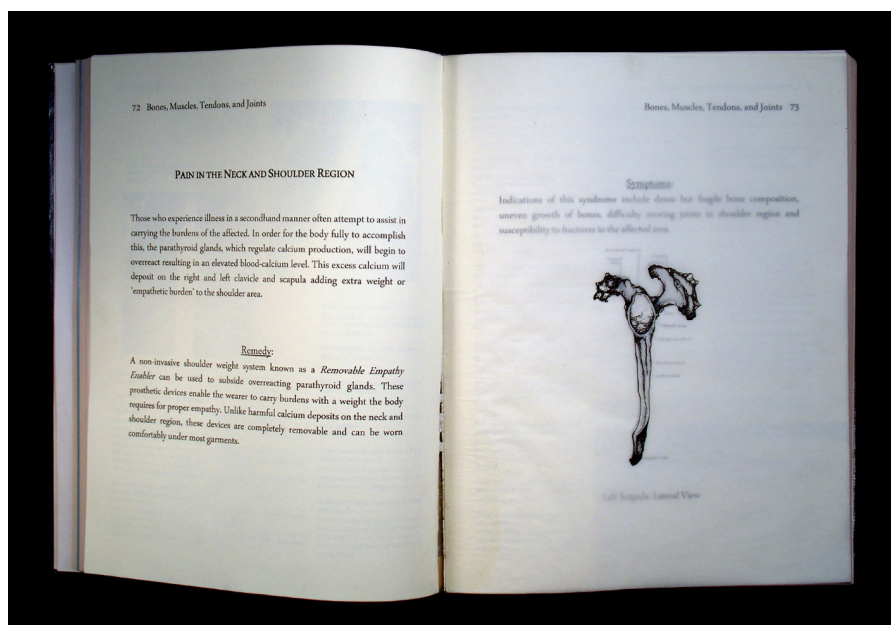 72 Bones, Muscles, Tendons, and Joints
PAIN IN THE NECK AND SHOULDER REGION
Those who experience illness in a secondhand manner often attempt to assist in
carrying the burdens of the affected. In order for the body fully to accomplish
this, the parathyroid glands, which regulate calcium production, will begin to
overreact resulting in an elevated blood-calcium level. This excess calcium will
deposit on the right and left clavicle and scapula adding extra weight or
'empathetic burden' to the shoulder area.
Remedy:
A non-invasive shoulder weight system known as a Removable Empathy
Enabler can be used to subside overreacting parathyroid glands. These
prosthetic devices enable the wearer to carry burdens with a weight the body
requires for proper empathy. Unlike harmful calcium deposits on the neck and
shoulder region, these devices are completely removable and can be worn
comfortably under most garments.
Bones, Muscles, Tendons, and Joints 73
Symptoms:
Indications of this syndrome include dense but fragile bone composition,
uneven growth of bones, difficulty moving joints in shoulder region and
susceptibility to fractures in the affected area.
Left Scapula: Lateral View